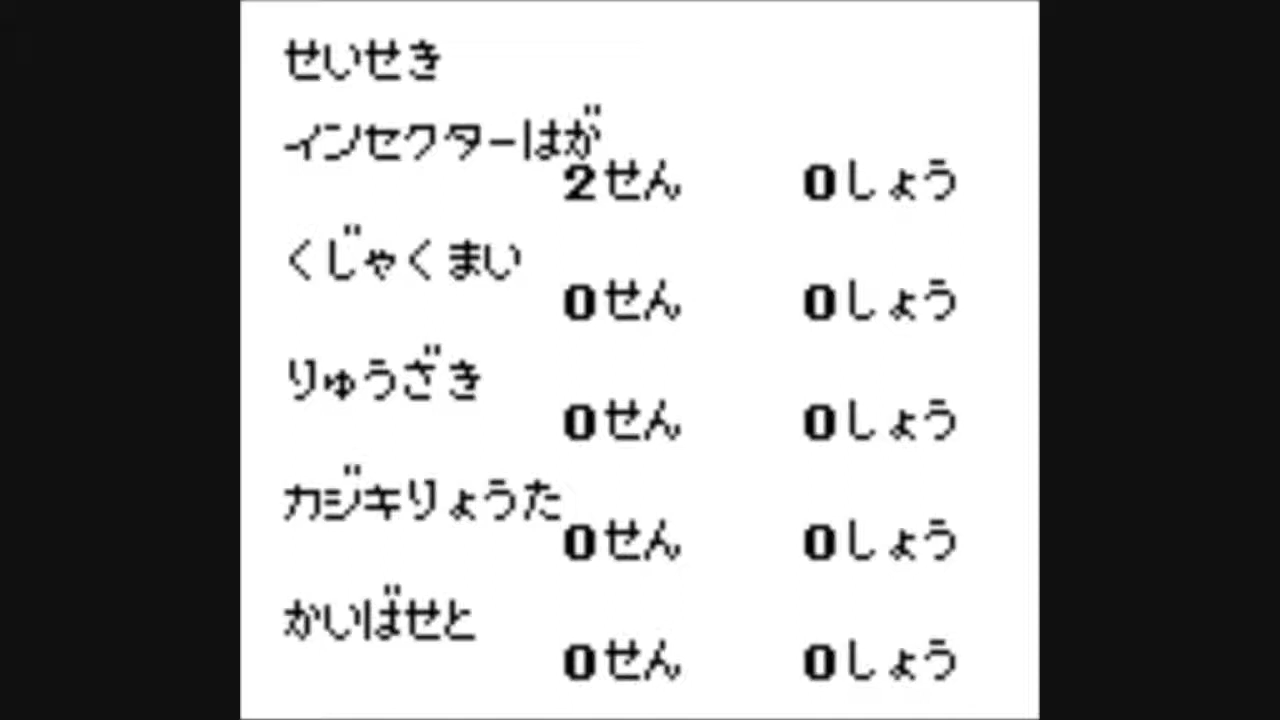 せいせき
インセクターはが
2せん 0しょう
くじゃくまい
0せん 0しょう
りゅうざき
0せん 0しょう
カジキりょうた
0せん 0しょう
かいばせと
0せん 0しょう